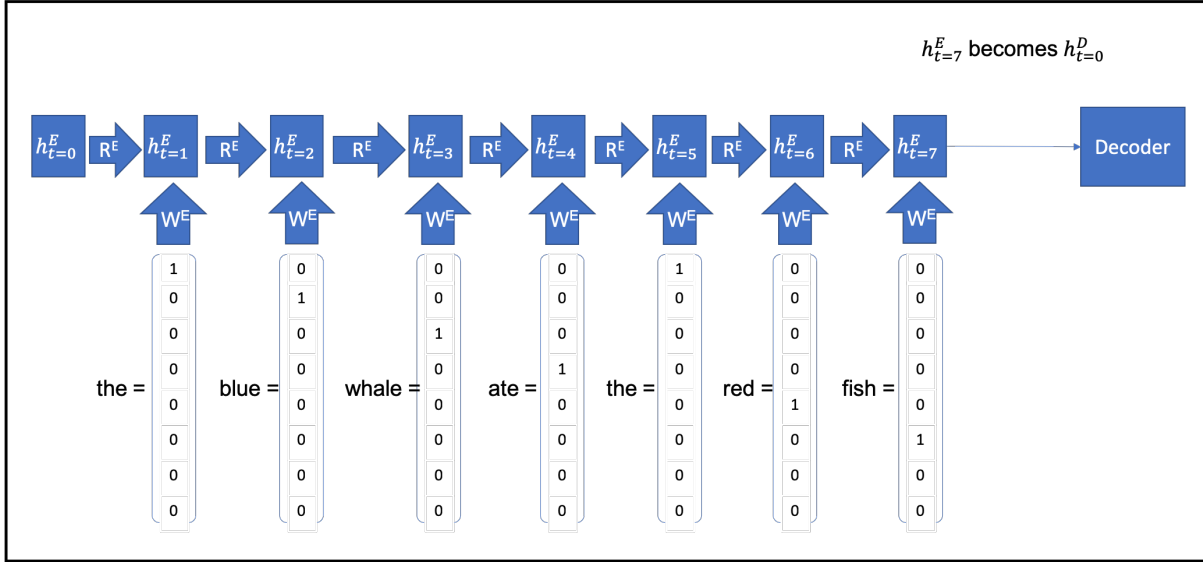 h^E_{t=7} becomes h^D_{t=0}
h^E_{t=0} R^E h^E_{t=1} R^E h^E_{t=2} R^E h^E_{t=3} R^E h^E_{t=4} R^E h^E_{t=5} R^E h^E_{t=6} R^E h^E_{t=7} Decoder
W^E W^E W^E W^E W^E W^E W^E
1 0 0 0 1 0 0
0 1 0 0 0 0 0
0 0 1 0 0 0 0
0 0 0 1 0 0 0
the = blue = whale = ate = the = red = fish =
0 0 0 0 0 1 0
0 0 0 0 0 0 1
0 0 0 0 0 0 0
0 0 0 0 0 0 0